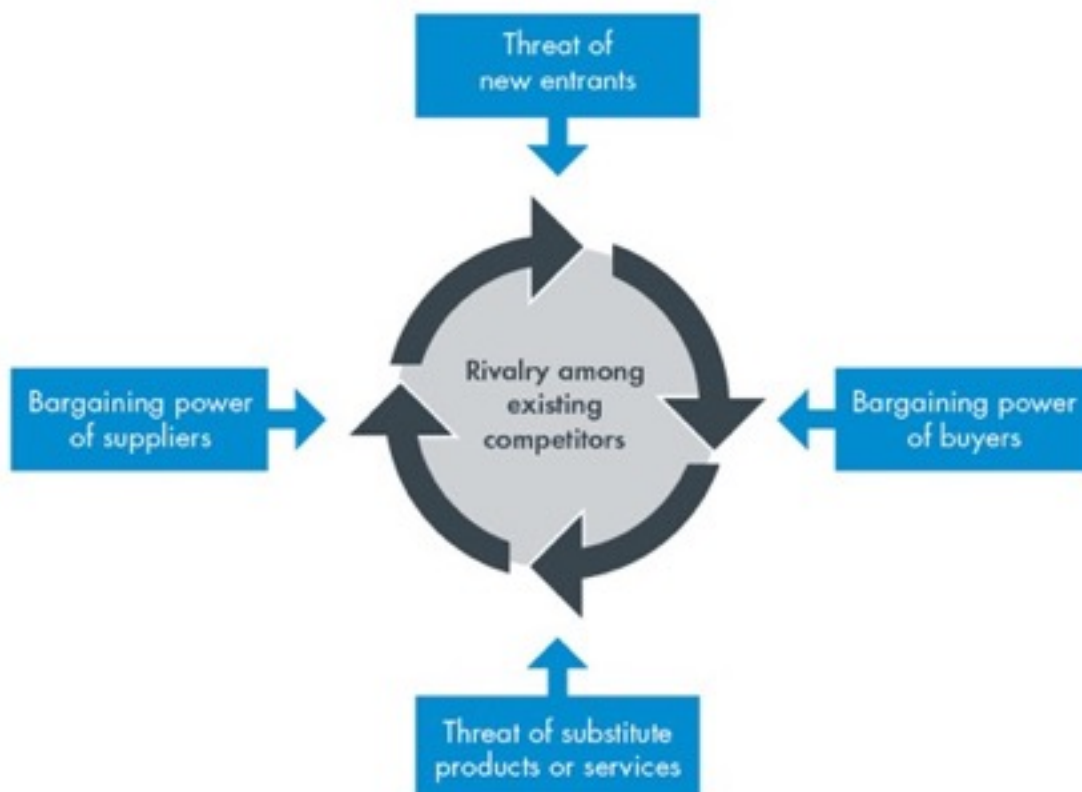 Threat of
new entrants
Bargaining power
of suppliers
Rivalry among
existing
competitors
Bargaining power
of buyers
Threat of substitute
products or services